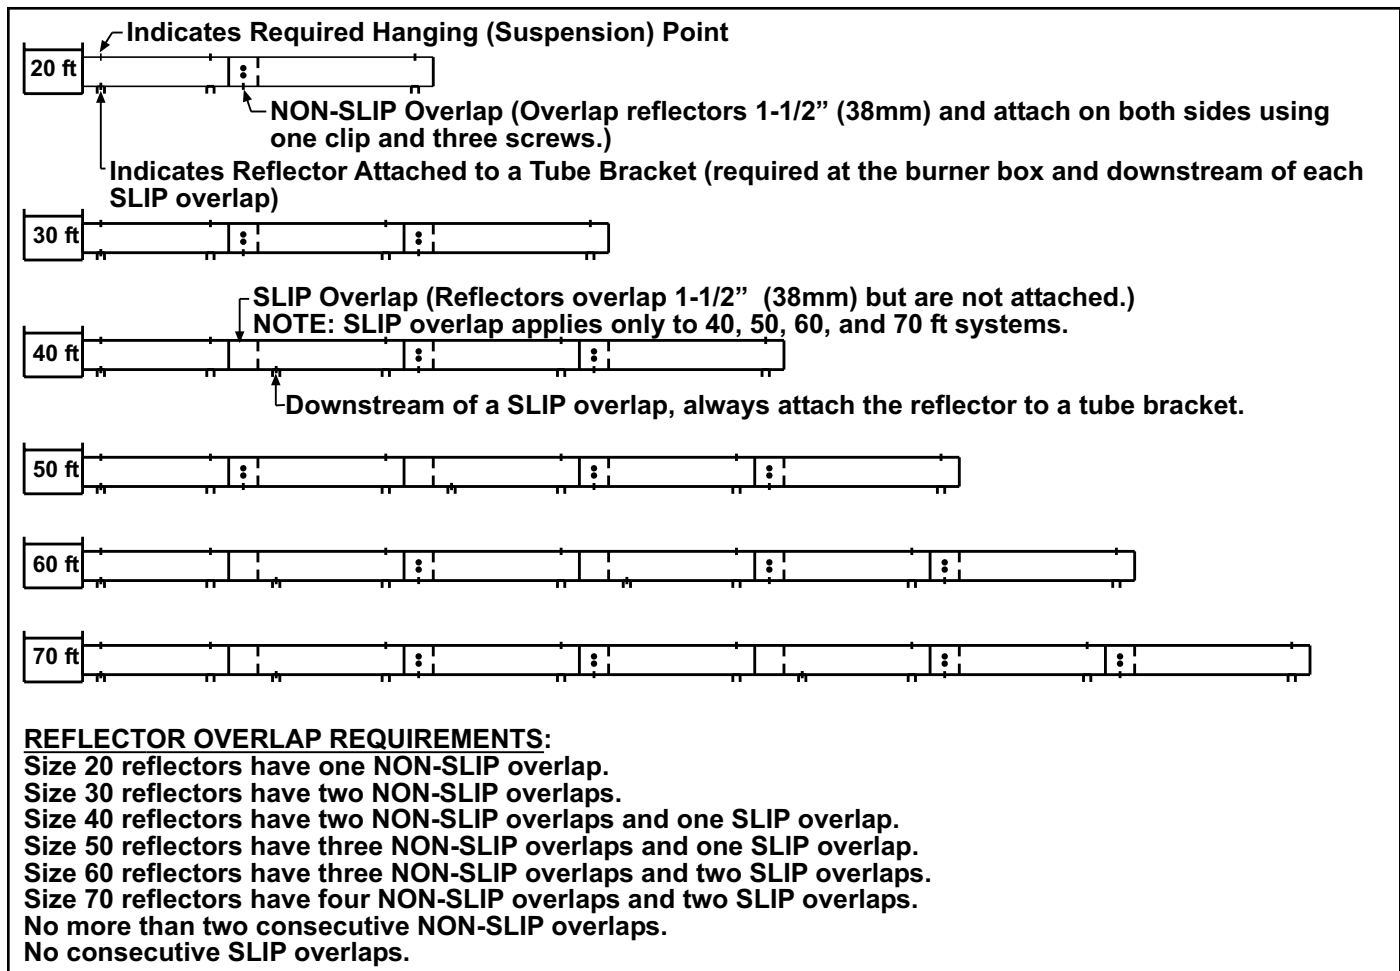 Indicates Required Hanging (Suspension) Point
20 ft
NON-SLIP Overlap (Overlap reflectors 1-1/2” (38mm) and attach on both sides using
one clip and three screws.)
Indicates Reflector Attached to a Tube Bracket (required at the burner box and downstream of each
SLIP overlap)
30 ft
SLIP Overlap (Reflectors overlap 1-1/2” (38mm) but are not attached.)
NOTE: SLIP overlap applies only to 40, 50, 60, and 70 ft systems.
40 ft
Downstream of a SLIP overlap, always attach the reflector to a tube bracket.
50 ft
60 ft
70 ft
REFLECTOR OVERLAP REQUIREMENTS:
Size 20 reflectors have one NON-SLIP overlap.
Size 30 reflectors have two NON-SLIP overlaps.
Size 40 reflectors have two NON-SLIP overlaps and one SLIP overlap.
Size 50 reflectors have three NON-SLIP overlaps and one SLIP overlap.
Size 60 reflectors have three NON-SLIP overlaps and two SLIP overlaps.
Size 70 reflectors have four NON-SLIP overlaps and two SLIP overlaps.
No more than two consecutive NON-SLIP overlaps.
No consecutive SLIP overlaps.